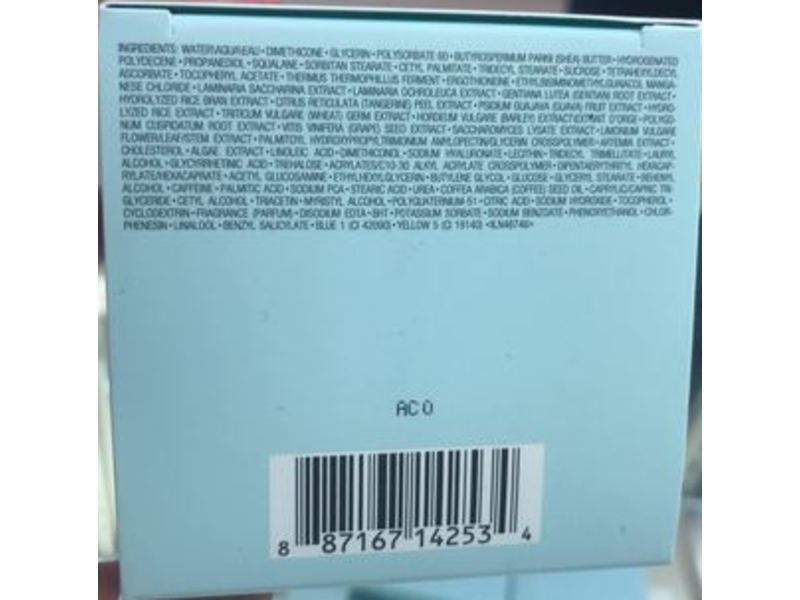 INGREDIENTS: WATER\AQUA\EAU • DIMETHICONE • GLYCERIN • POLYSORBATE 60 • BUTYROSPERMUM PARKII (SHEA) BUTTER • HYDROGENATED
POLYDECENE • PROPANEDIOL • SQUALANE • SORBITAN STEARATE • CETYL PALMITATE • TRIDECYL STEARATE • SUCROSE • TETRAHEXYLDECYL
ASCORBATE • TOCOPHERYL ACETATE • THERMUS THERMOPHILLUS FERMENT • ERGOTHIONEINE • ETHYLBISIMINOMETHYLGUAIACOL MANGA-
NESE CHLORIDE • LAMINARIA SACCHARINA EXTRACT • LAMINARIA OCHROLEUCA EXTRACT • GENTIANA LUTEA (GENTIAN) ROOT EXTRACT •
HYDROLYZED RICE BRAN EXTRACT • CITRUS RETICULATA (TANGERINE) PEEL EXTRACT • PSIDIUM GUAJAVA (GUAVA) FRUIT EXTRACT • HYDRO-
LYZED RICE EXTRACT • TRITICUM VULGARE (WHEAT) GERM EXTRACT • HORDEUM VULGARE (BARLEY) EXTRACT\EXTRAIT D'ORGE • POLYGO-
NUM CUSPIDATUM ROOT EXTRACT • VITIS VINIFERA (GRAPE) SEED EXTRACT • SACCHAROMYCES LYSATE EXTRACT • LIMONIUM VULGARE
FLOWER/LEAF/STEM EXTRACT • PALMITOYL HYDROXYPROPYLTRIMONIUM AMYLOPECTIN/GLYCERIN CROSSPOLYMER • ARTEMIA EXTRACT •
CHOLESTEROL • ALGAE EXTRACT • LINOLEIC ACID • DIMETHICONOL • SODIUM HYALURONATE • LECITHIN • TRIDECYL TRIMELLITATE • LAURYL
ALCOHOL • GLYCYRRHETINIC ACID • TREHALOSE • ACRYLATES/C10-30 ALKYL ACRYLATE CROSSPOLYMER • DIPENTAERYTHRITYL HEXACAP-
RYLATE/HEXACAPRATE • ACETYL GLUCOSAMINE • ETHYLHEXYLGLYCERIN • BUTYLENE GLYCOL • GLUCOSE • GLYCERYL STEARATE • BEHENYL
ALCOHOL • CAFFEINE • PALMITIC ACID • SODIUM PCA • STEARIC ACID • UREA • COFFEA ARABICA (COFFEE) SEED OIL • CAPRYLIC/CAPRIC TRI-
GLYCERIDE • CETYL ALCOHOL • TRIACETIN • MYRISTYL ALCOHOL • POLYQUATERNIUM-51 • CITRIC ACID • SODIUM HYDROXIDE • TOCOPHEROL •
CYCLODEXTRIN • FRAGRANCE (PARFUM) • DISODIUM EDTA • BHT • POTASSIUM SORBATE • SODIUM BENZOATE • PHENOXYETHANOL • CHLOR-
PHENESIN • LINALOOL • BENZYL SALICYLATE • BLUE 1 (CI 42090) • YELLOW 5 (CI 19140) <ILN46746>
AC0
8 87167 14253 4